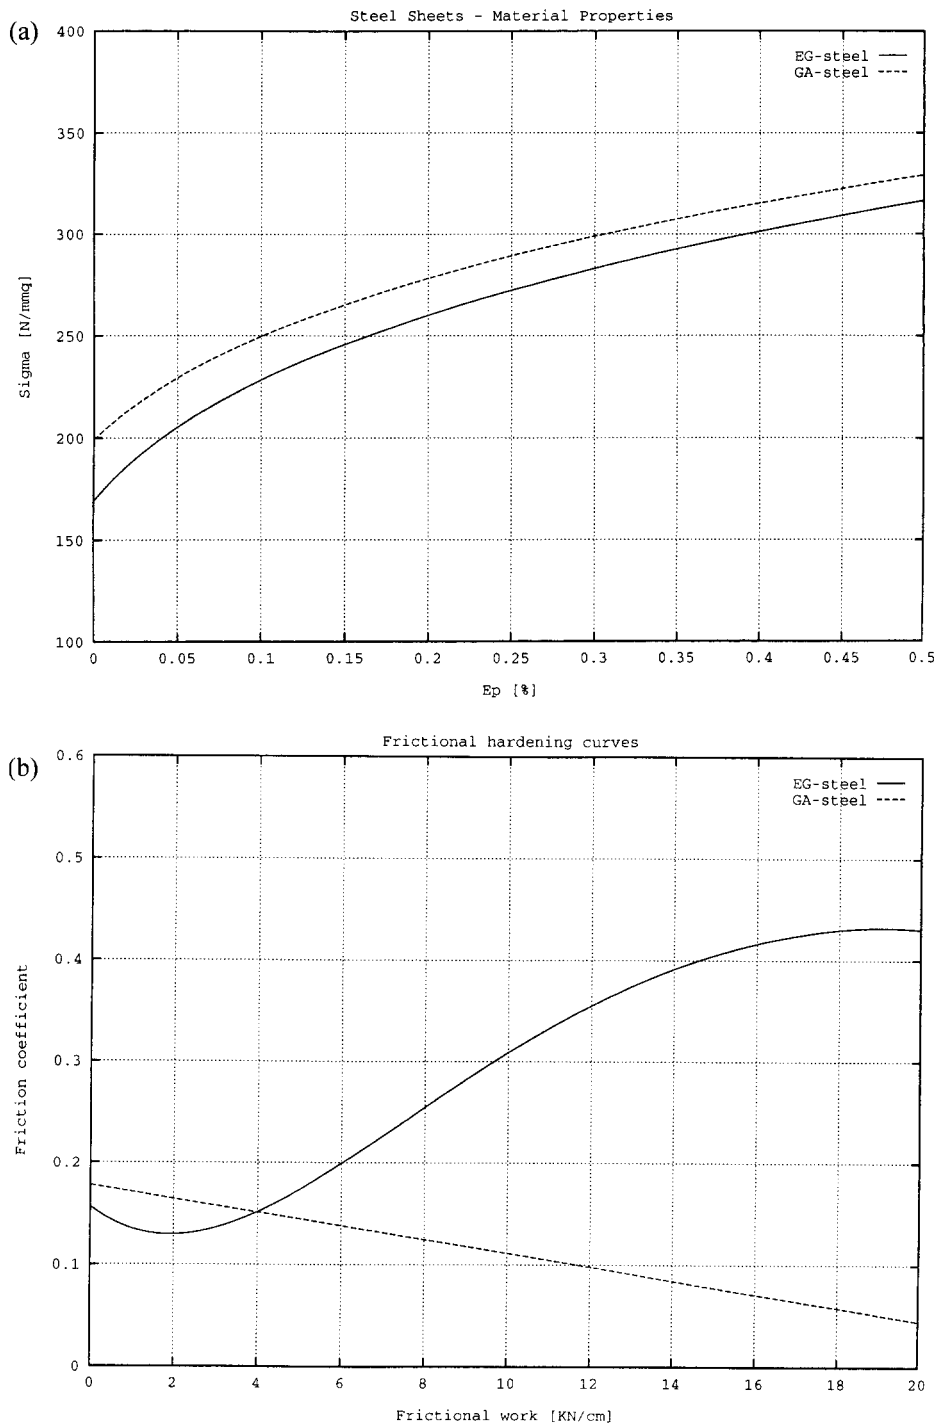 (a)
Steel Sheets - Material Properties
400
EG-steel
GA-steel
350
300
250
200
150
100
Sigma [N/mmq]
0 0.05 0.1 0.15 0.2 0.25 0.3 0.35 0.4 0.45 0.5
Ep [%]
(b)
Frictional hardening curves
0.6
EG-steel
GA-steel
0.5
0.4
0.3
0.2
0.1
0
Friction coefficient
0 2 4 6 8 10 12 14 16 18 20
Frictional work [KN/cm]